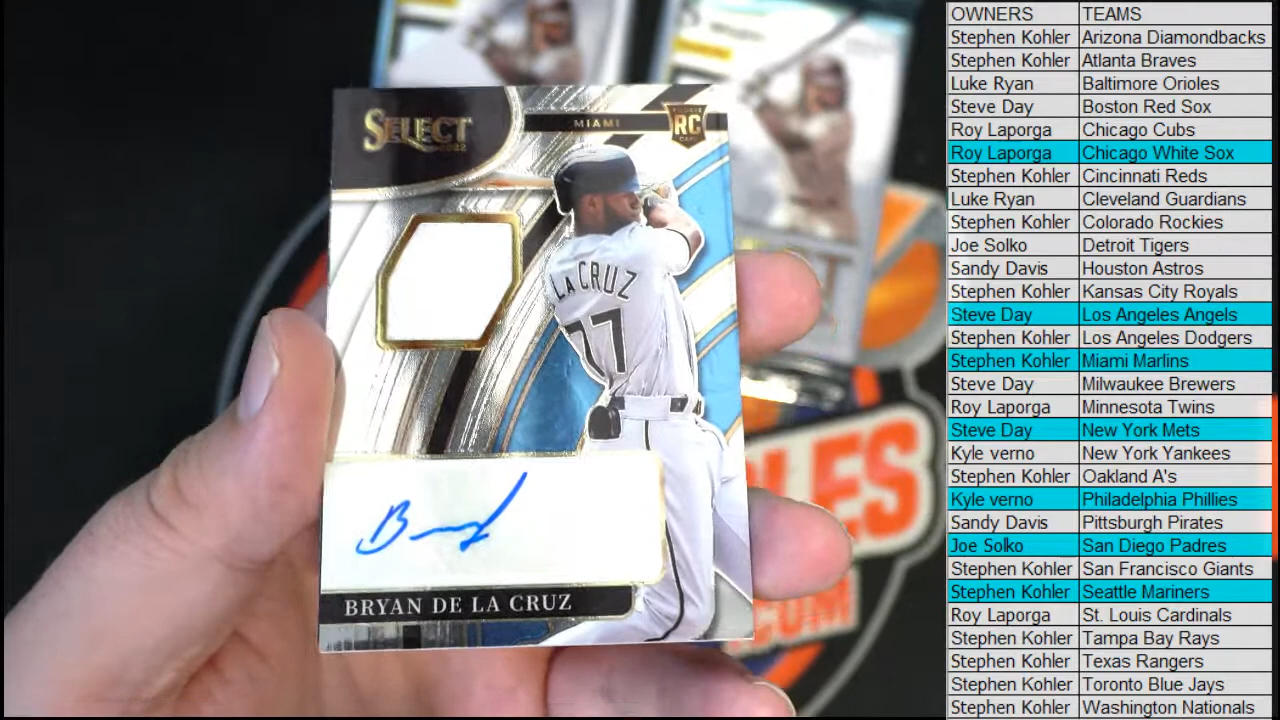 SELECT
2022
MIAMI
RC
LA CRUZ
77
BRYAN DE LA CRUZ
LES
.COM
OWNERS TEAMS
Stephen Kohler Arizona Diamondbacks
Stephen Kohler Atlanta Braves
Luke Ryan Baltimore Orioles
Steve Day Boston Red Sox
Roy Laporga Chicago Cubs
Roy Laporga Chicago White Sox
Stephen Kohler Cincinnati Reds
Luke Ryan Cleveland Guardians
Stephen Kohler Colorado Rockies
Joe Solko Detroit Tigers
Sandy Davis Houston Astros
Stephen Kohler Kansas City Royals
Steve Day Los Angeles Angels
Stephen Kohler Los Angeles Dodgers
Stephen Kohler Miami Marlins
Steve Day Milwaukee Brewers
Roy Laporga Minnesota Twins
Steve Day New York Mets
Kyle verno New York Yankees
Stephen Kohler Oakland A's
Kyle verno Philadelphia Phillies
Sandy Davis Pittsburgh Pirates
Joe Solko San Diego Padres
Stephen Kohler San Francisco Giants
Stephen Kohler Seattle Mariners
Roy Laporga St. Louis Cardinals
Stephen Kohler Tampa Bay Rays
Stephen Kohler Texas Rangers
Stephen Kohler Toronto Blue Jays
Stephen Kohler Washington Nationals